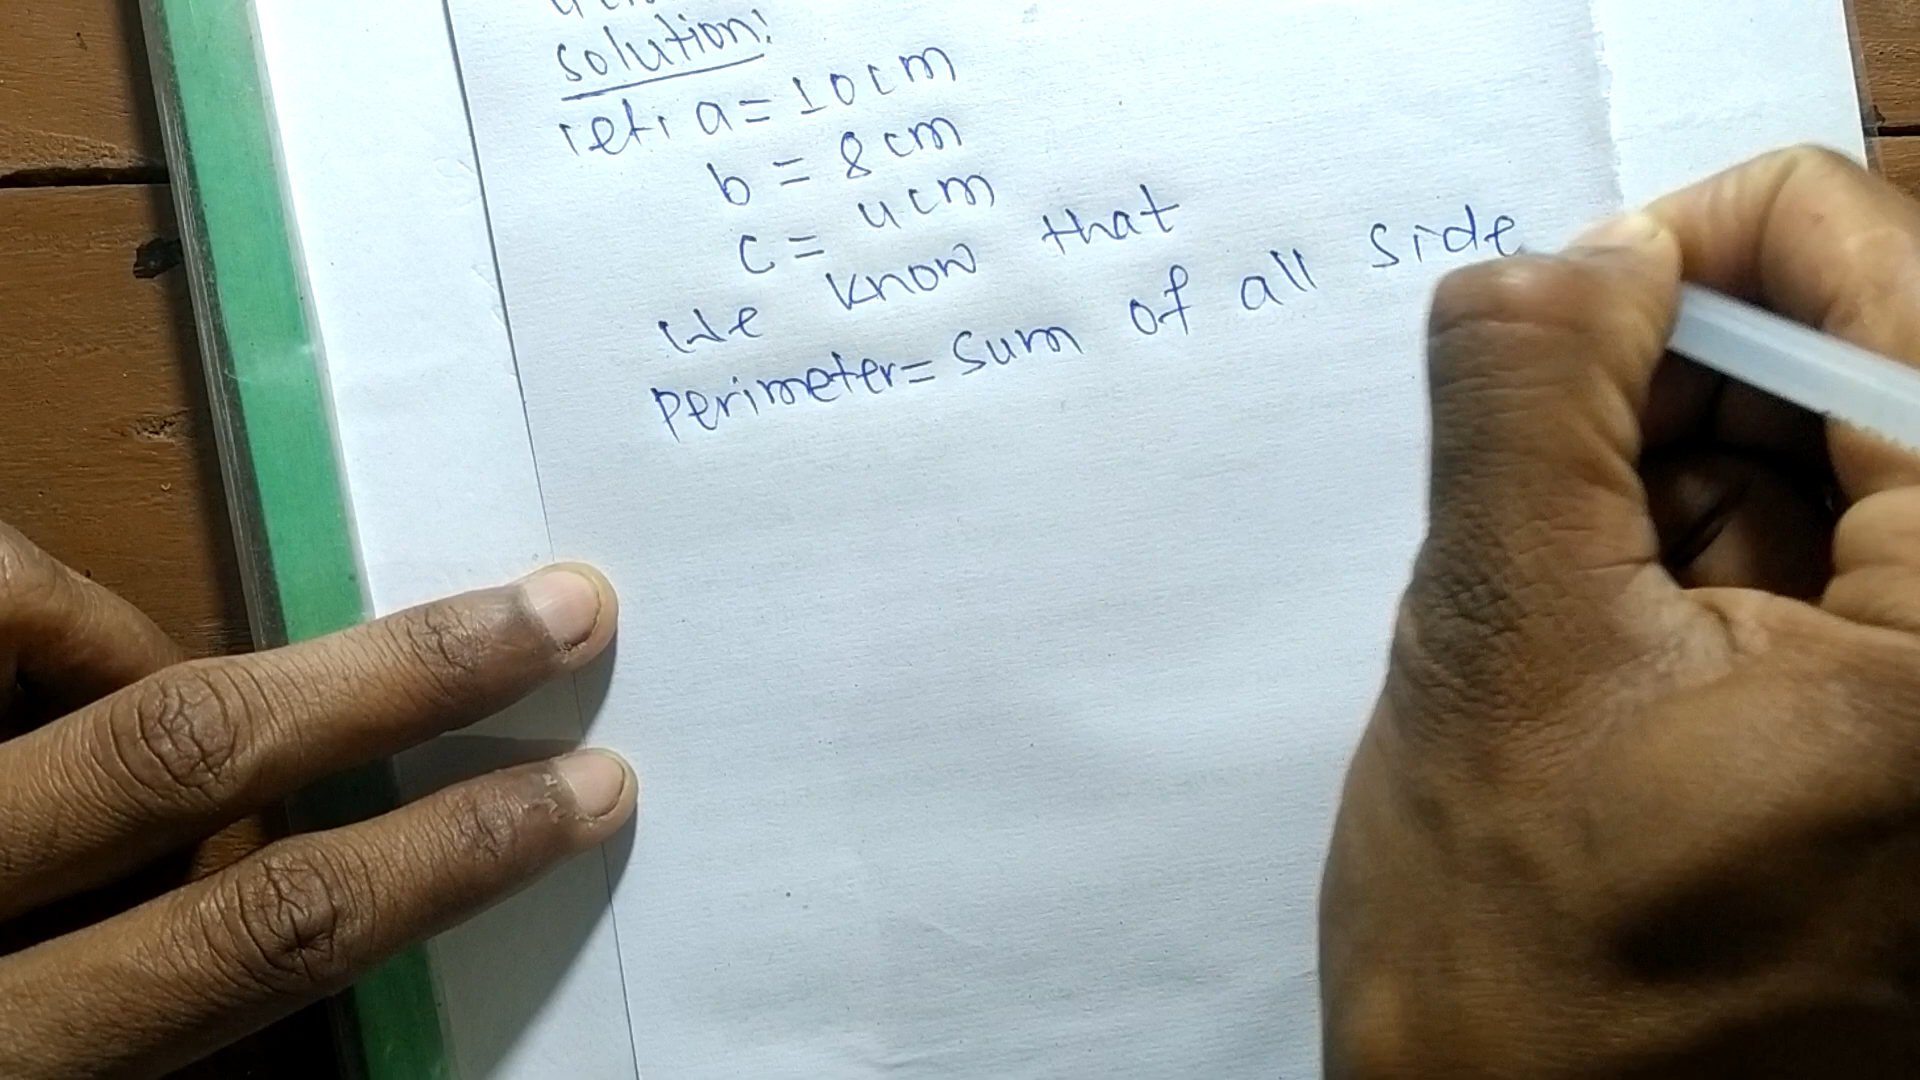 solution:
let, a = 10cm
b = 8cm
c = 4cm
we know that
perimeter = sum of all side